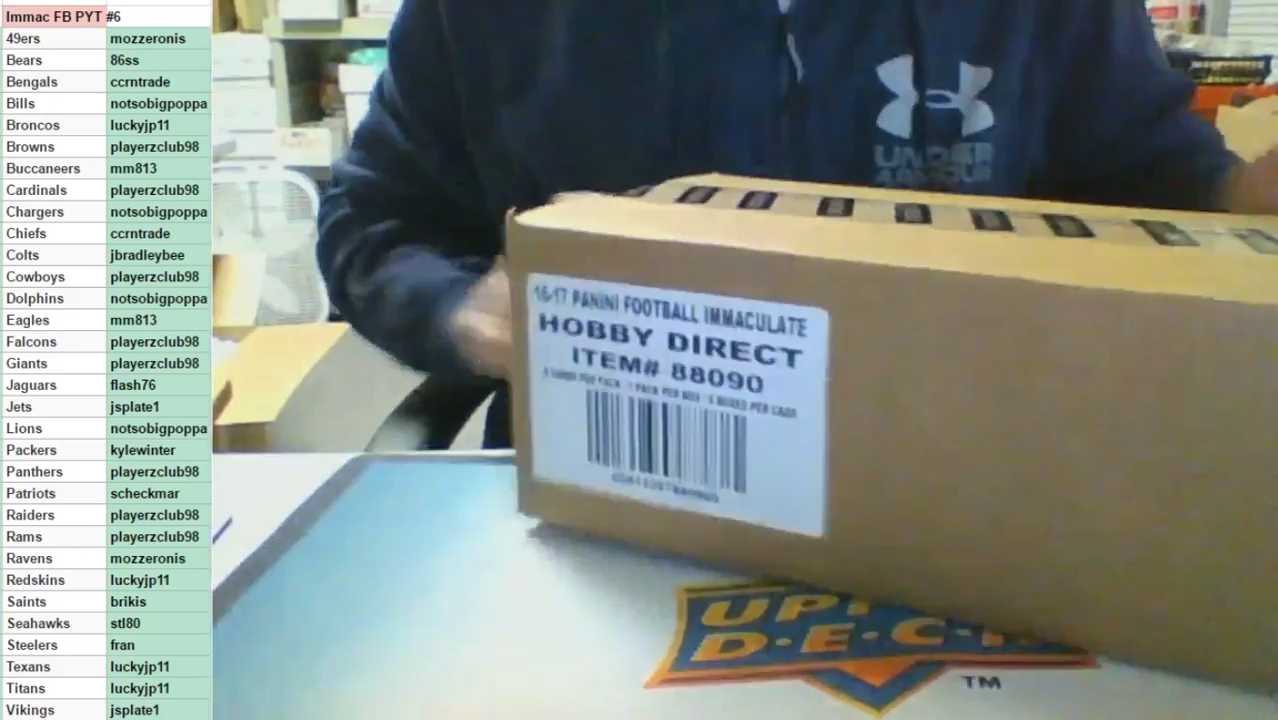 Immac FB PYT #6
49ers mozzeronis
Bears 86ss
Bengals ccrntrade
Bills notsobigpoppa
Broncos luckyjp11
Browns playerzclub98
Buccaneers mm813
Cardinals playerzclub98
Chargers notsobigpoppa
Chiefs ccrntrade
Colts jbradleybee
Cowboys playerzclub98
Dolphins notsobigpoppa
Eagles mm813
Falcons playerzclub98
Giants playerzclub98
Jaguars flash76
Jets jsplate1
Lions notsobigpoppa
Packers kylewinter
Panthers playerzclub98
Patriots scheckmar
Raiders playerzclub98
Rams playerzclub98
Ravens mozzeronis
Redskins luckyjp11
Saints brikis
Seahawks stl80
Steelers fran
Texans luckyjp11
Titans luckyjp11
Vikings jsplate1
UNDER
ARMOUR
16-17 PANINI FOOTBALL IMMACULATE
HOBBY DIRECT
ITEM# 88090
D·E·C·
TM